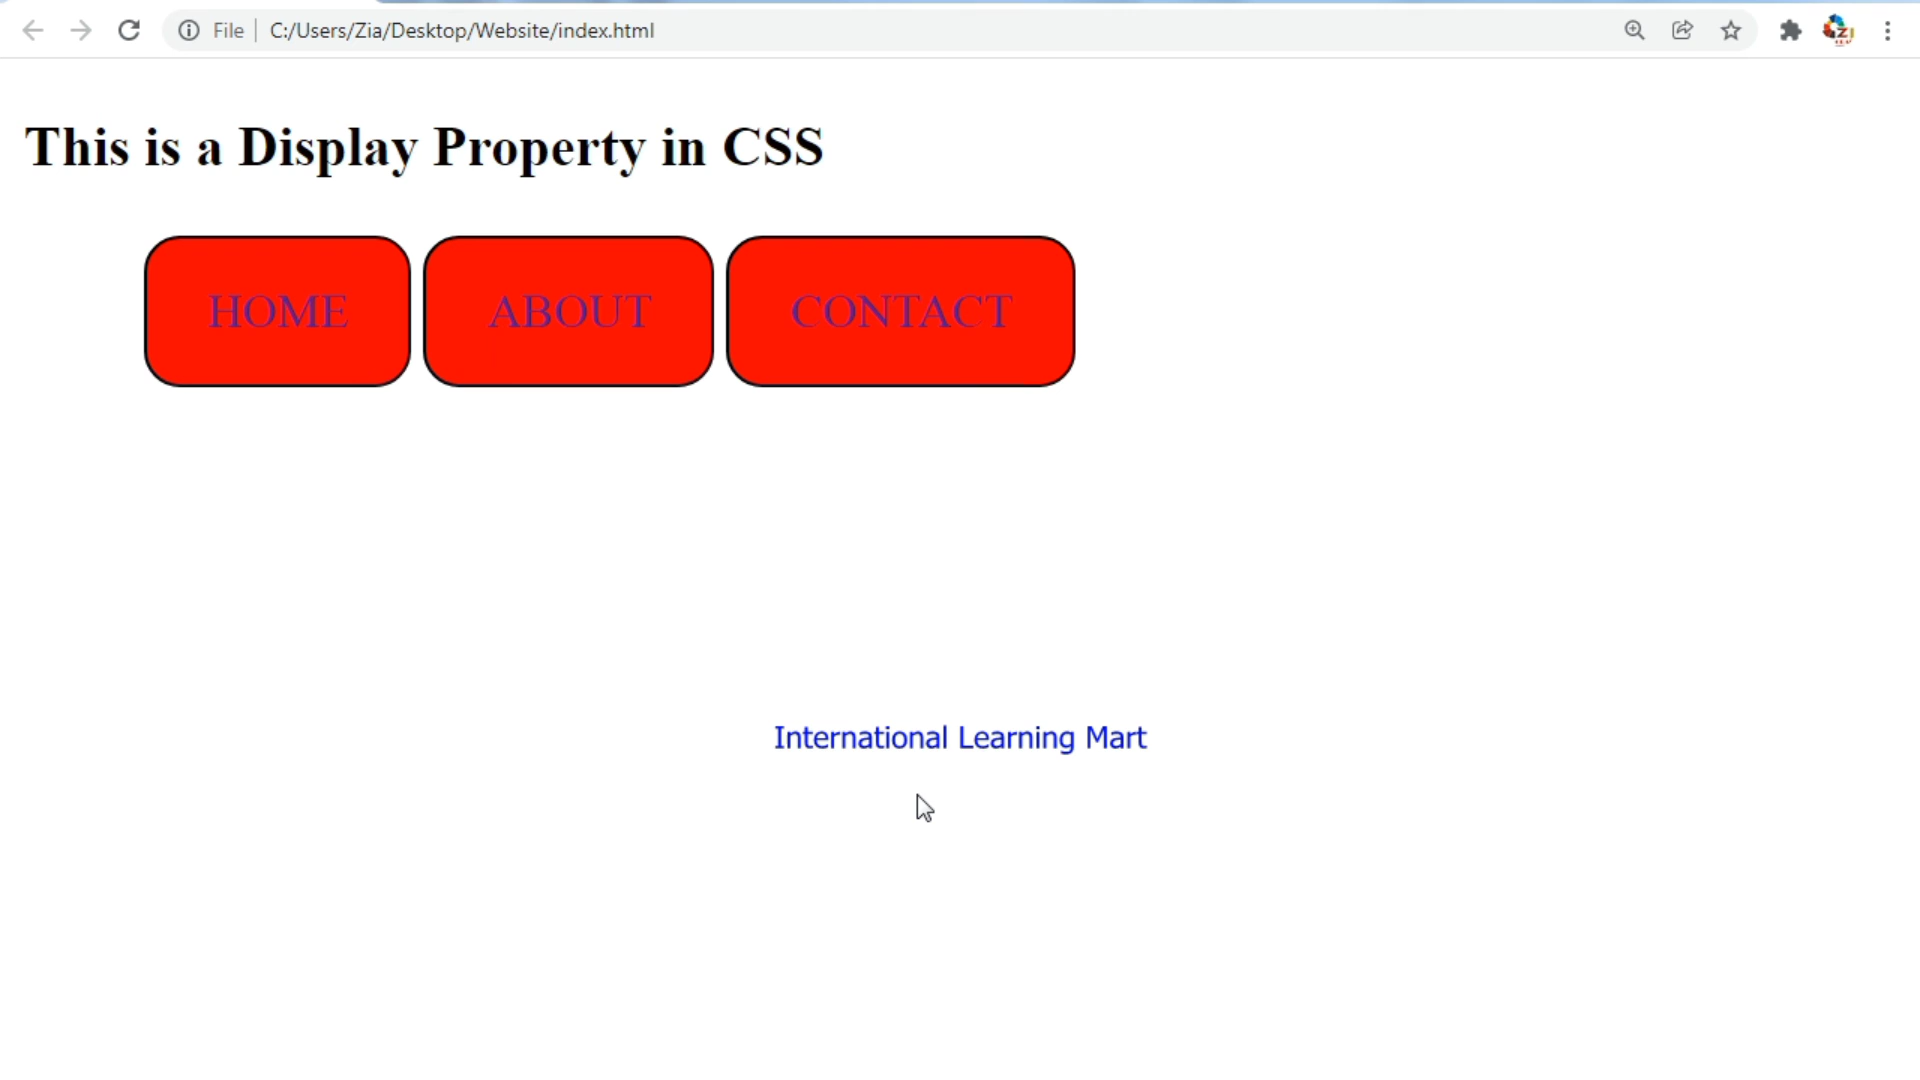 File | C:/Users/Zia/Desktop/Website/index.html
This is a Display Property in CSS
HOME ABOUT CONTACT
International Learning Mart